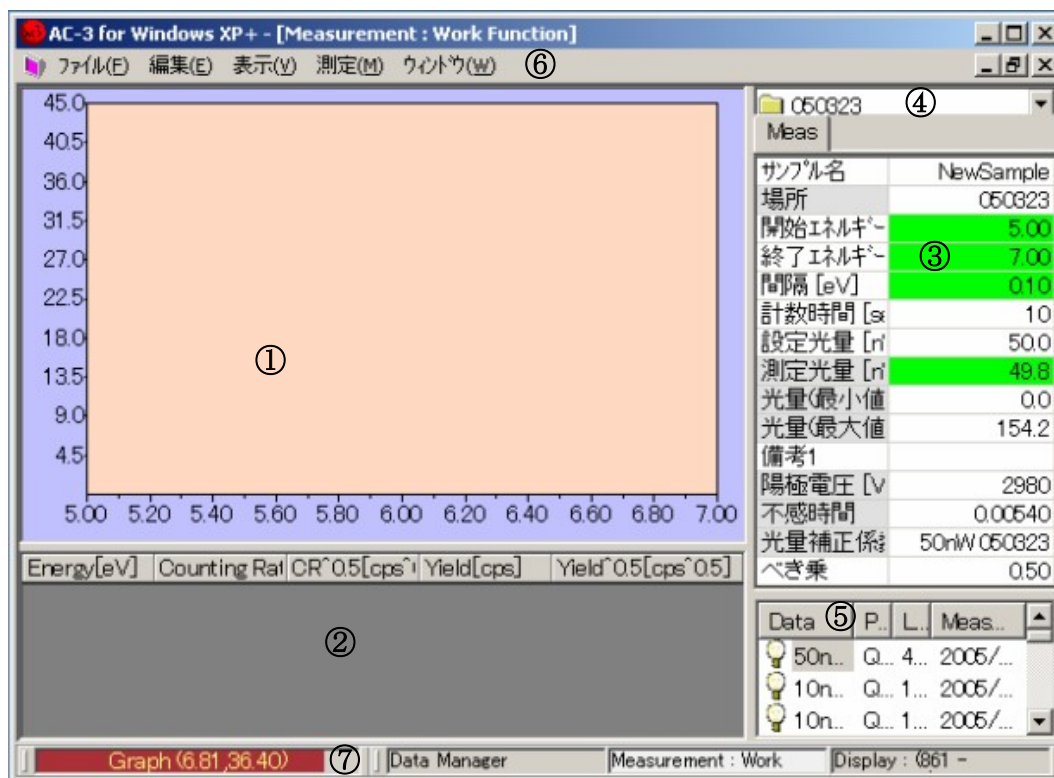 AC-3 for Windows XP+ - [Measurement : Work Function]
ファイル(F) 編集(E) 表示(V) 測定(M) ウィンドウ(W) ⑥
45.0
40.5
36.0
31.5
27.0
22.5
18.0
13.5
9.0
4.5
①
5.00 5.20 5.40 5.60 5.80 6.00 6.20 6.40 6.60 6.80 7.00
Energy[eV] Counting Rat CR^0.5[cps^ Yield[cps] Yield^0.5[cps^0.5]
②
050323 ④
Meas
サンプル名 NewSample
場所 050323
開始エネルギー 5.00
終了エネルギー ③ 7.00
間隔 [eV] 0.10
計数時間 [se 10
設定光量 [n 50.0
測定光量 [n 49.8
光量(最小値 0.0
光量(最大値 154.2
備考1
陽極電圧 [V 2980
不感時間 0.00540
光量補正係 50nW 050323
べき乗 0.50
Data ⑤ P.. L.. Meas...
50n... Q... 4... 2005/...
10n... Q... 1... 2005/...
10n... Q... 1... 2005/...
Graph (6.81,36.40) ⑦ Data Manager Measurement : Work Display : (861 -